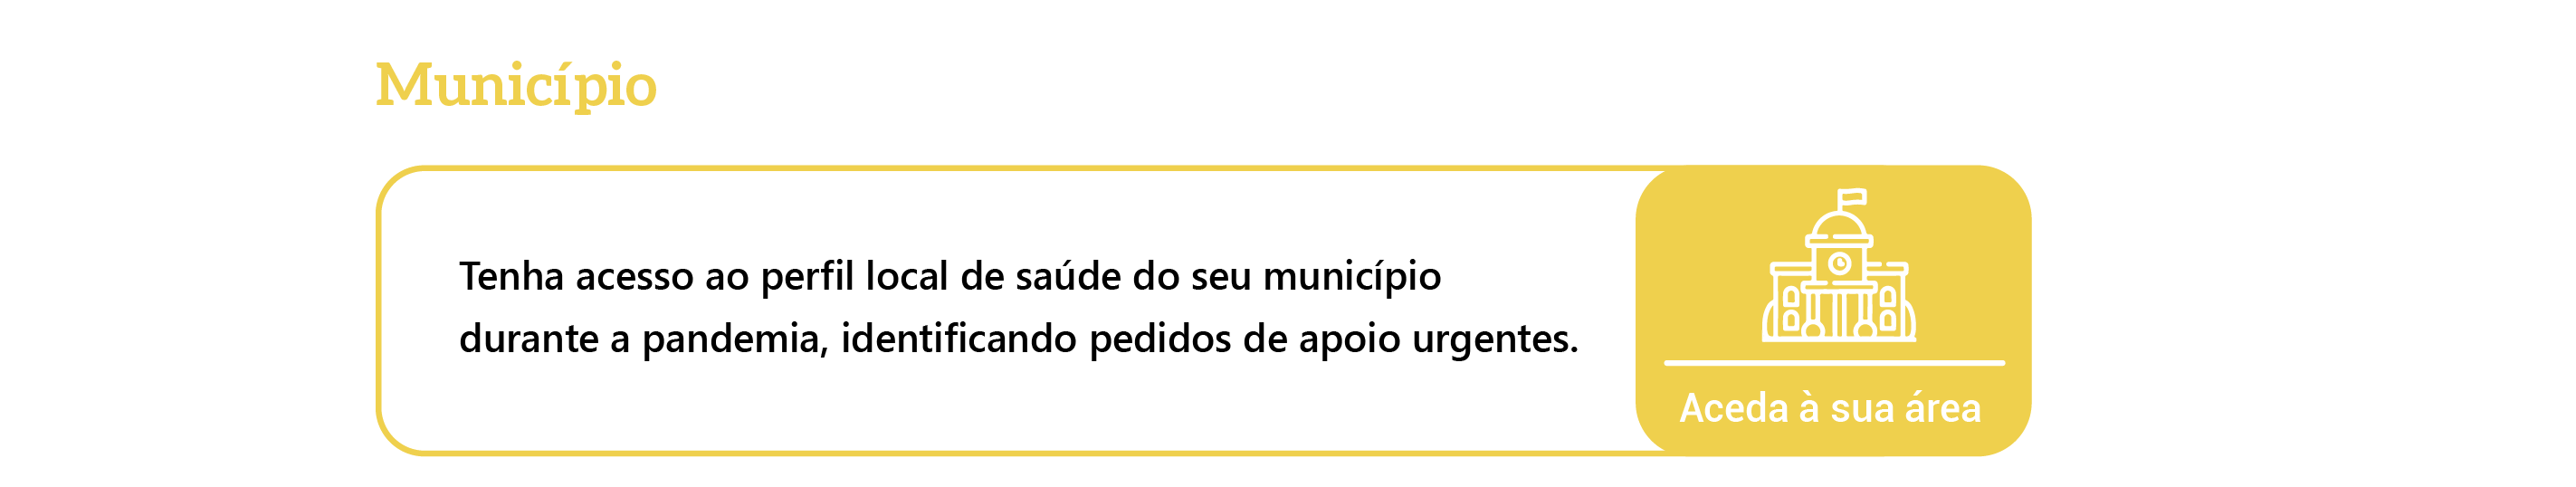 Município
Tenha acesso ao perfil local de saúde do seu município
durante a pandemia, identificando pedidos de apoio urgentes.
Aceda à sua área